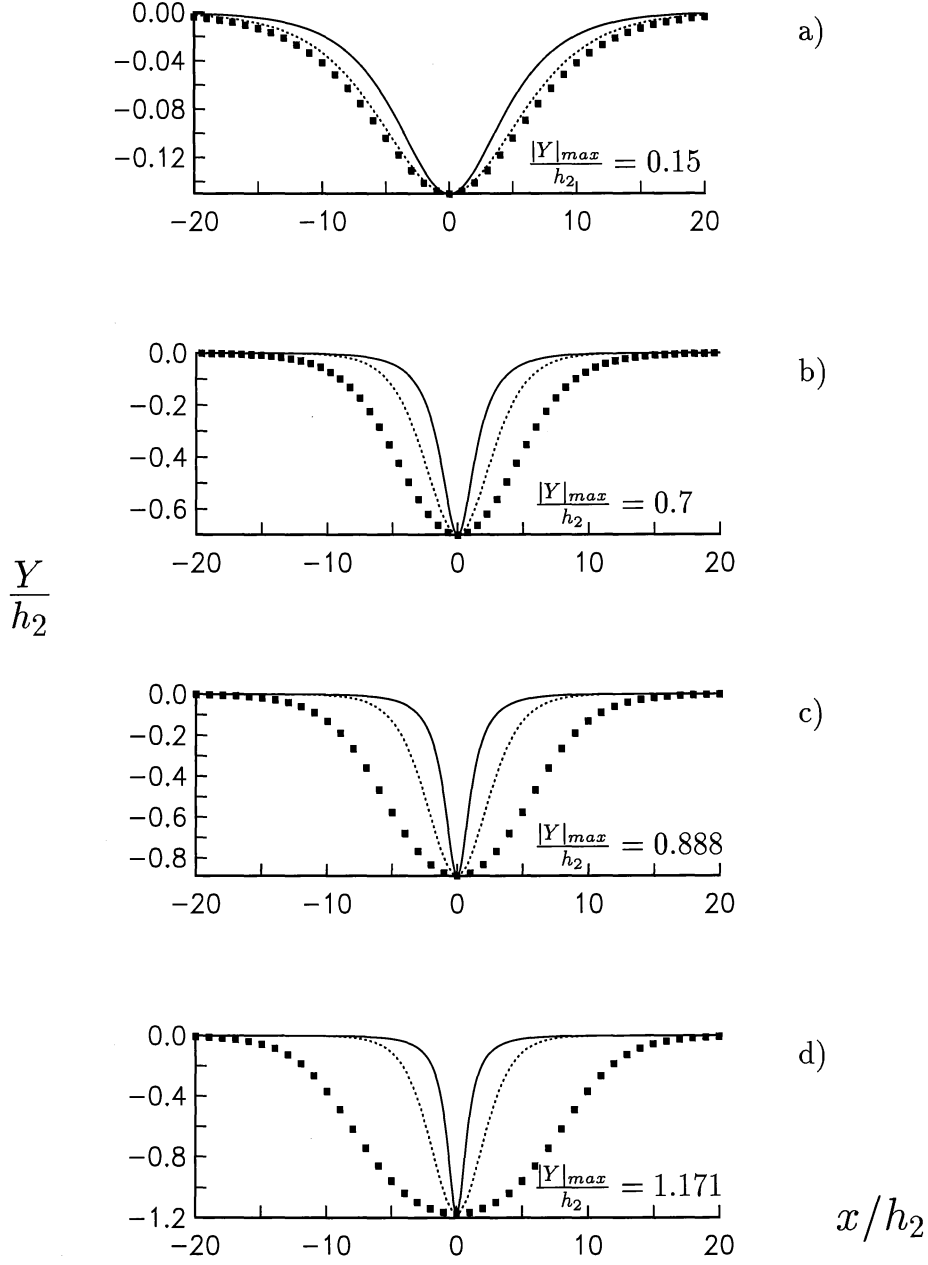 0.00
−0.04
−0.08
−0.12
a)
|Y|max / h2 = 0.15
−20 −10 0 10 20
0.0
−0.2
−0.4
−0.6
b)
|Y|max / h2 = 0.7
−20 −10 0 10 20
Y / h2
0.0
−0.2
−0.4
−0.6
−0.8
c)
|Y|max / h2 = 0.888
−20 −10 0 10 20
0.0
−0.4
−0.8
−1.2
d)
|Y|max / h2 = 1.171
−20 −10 0 10 20
x/h2